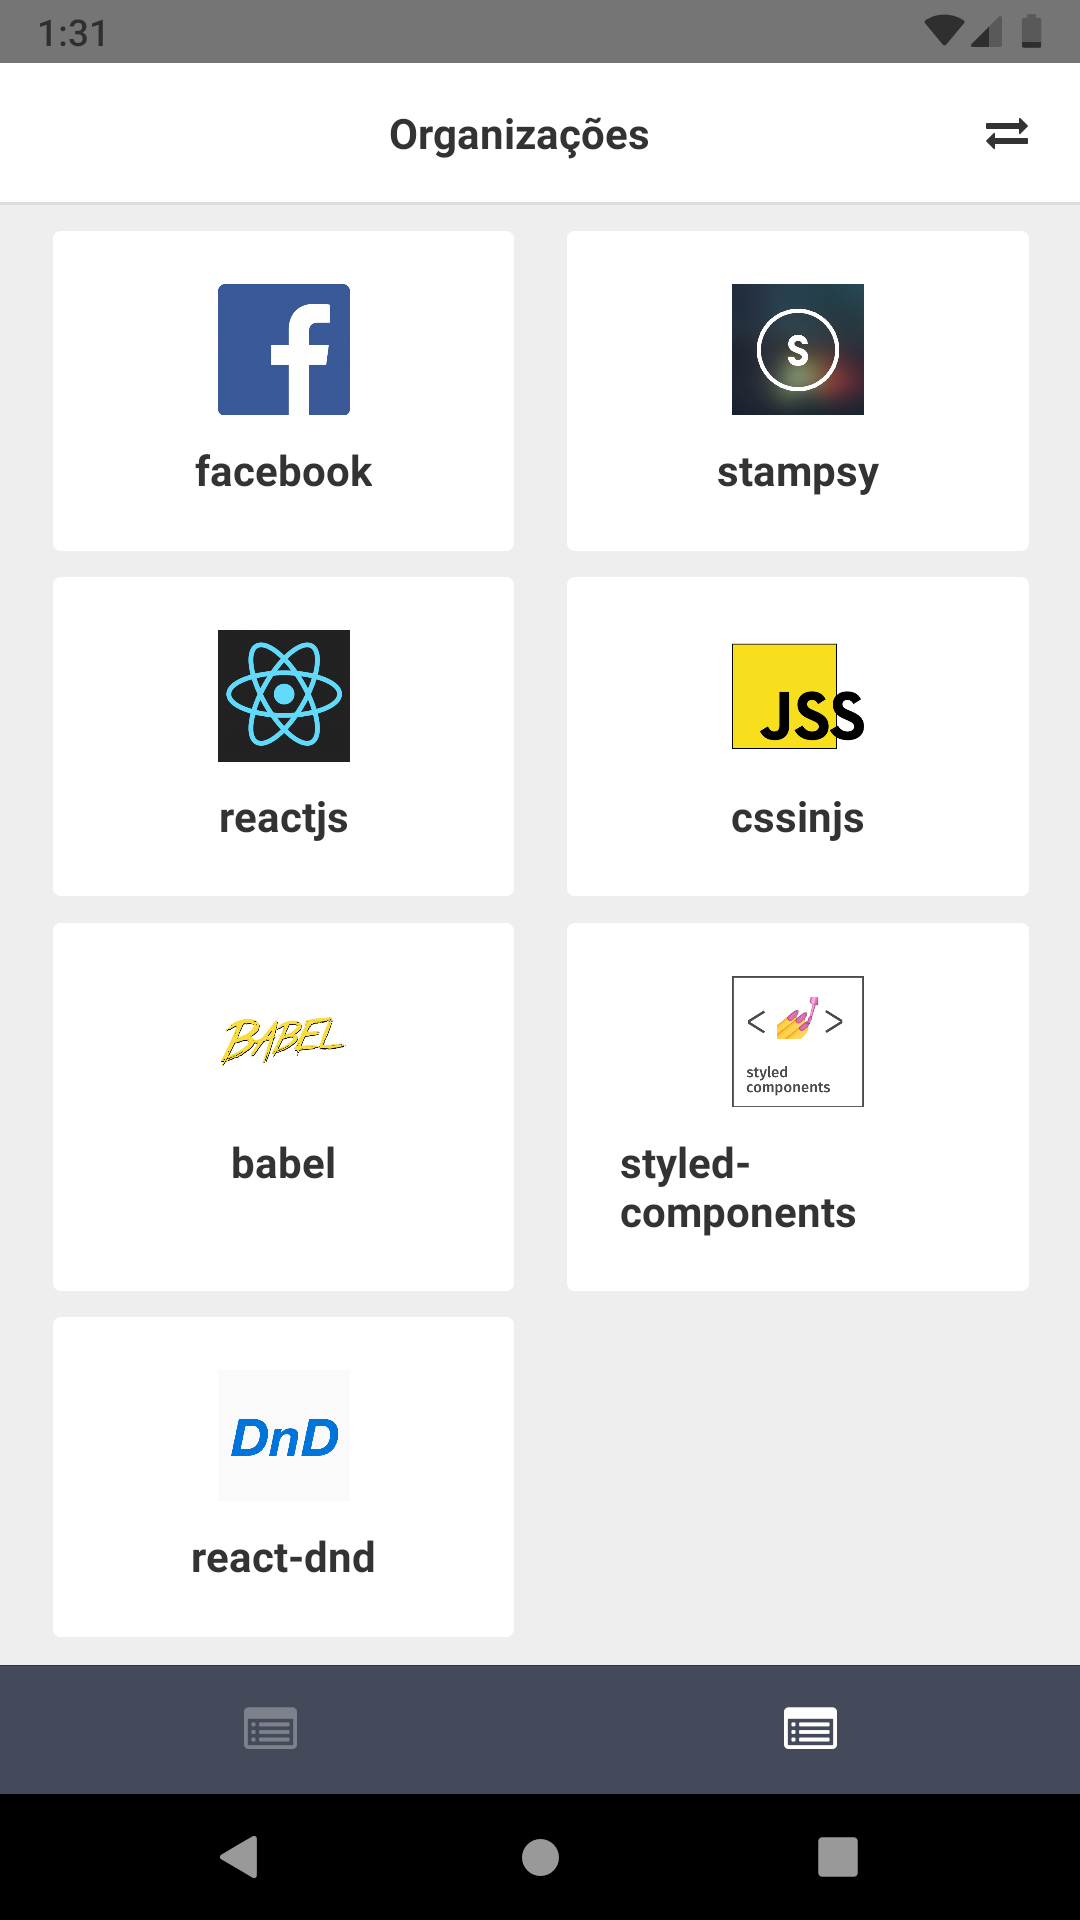 1:31
Organizações
S
facebook
stampsy
JSS
reactjs
cssinjs
BABEL
< >
styled
components
babel
styled-
components
DnD
react-dnd